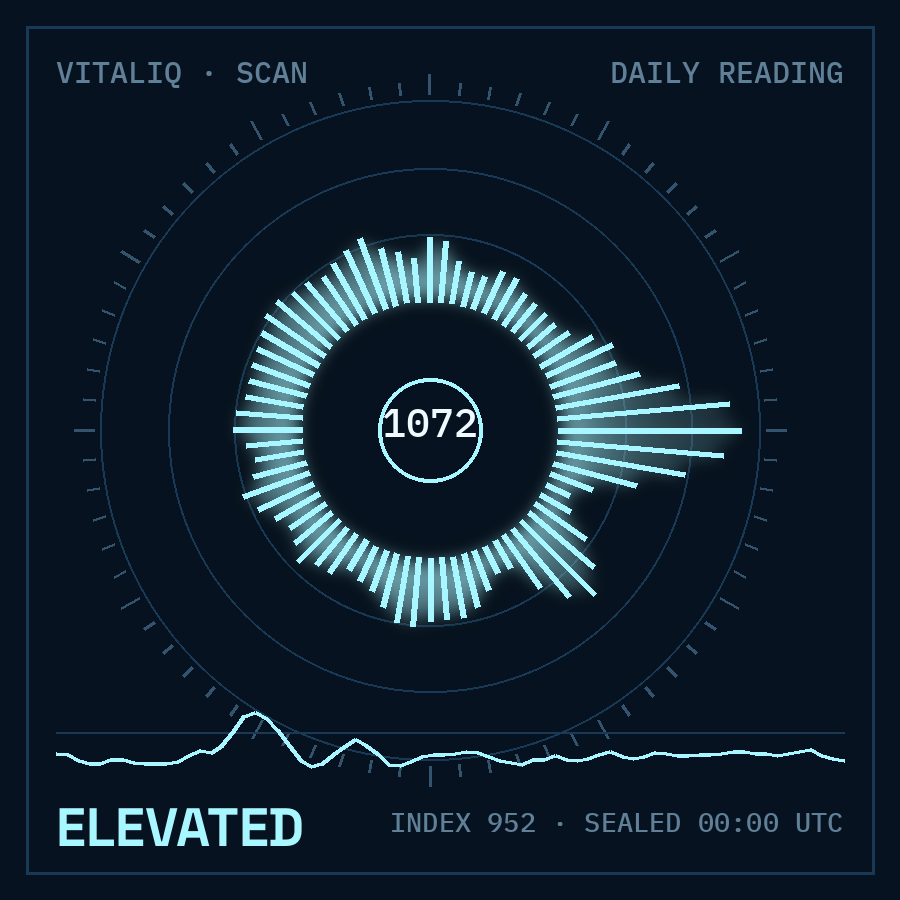 VITALIQ · SCAN
DAILY READING
1072
ELEVATED
INDEX 952 · SEALED 00:00 UTC